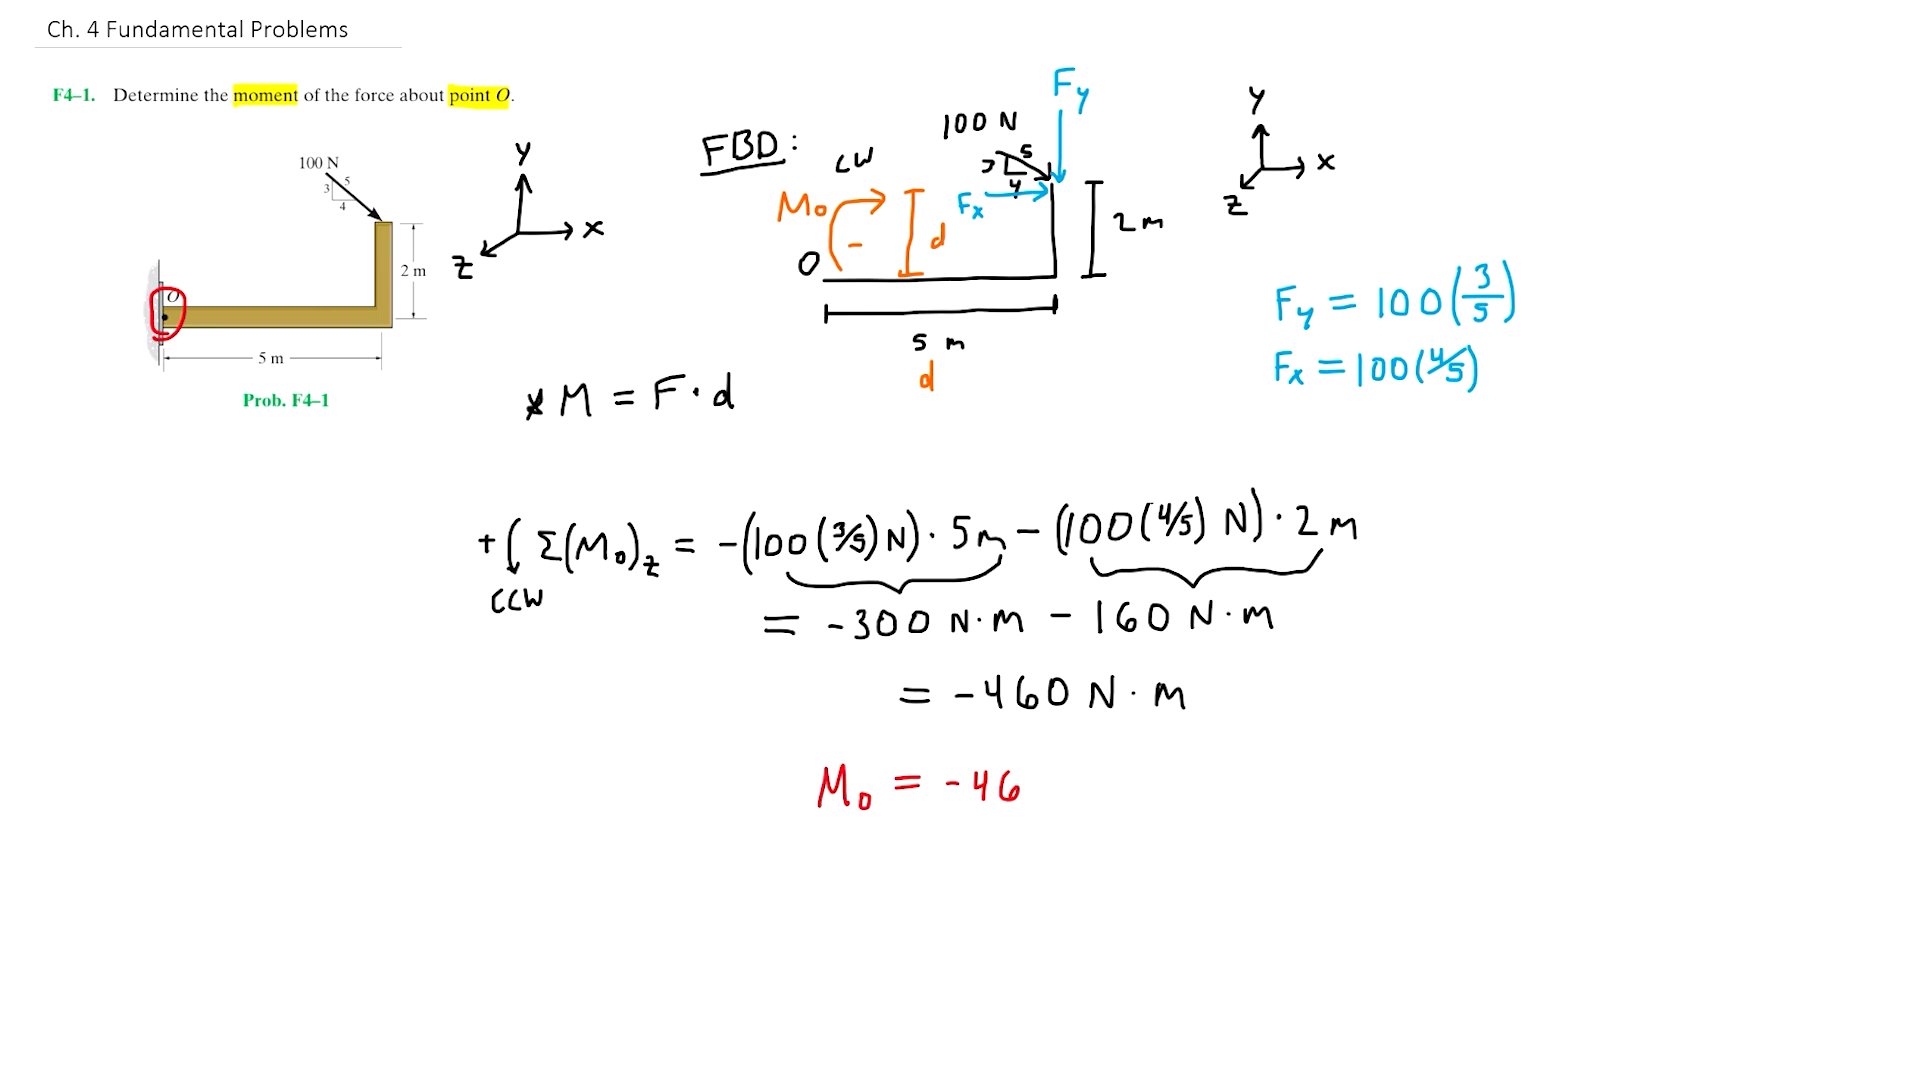 Ch. 4 Fundamental Problems
F4–1. Determine the moment of the force about point O.
100 N
3
5
4
O
2 m
5 m
Prob. F4–1
y
x
z
FBD:
CW
100 N
Fy
5
3
4
Mo
−
d
Fx
O
2 m
5 m
d
y
x
z
Fy = 100(3/5)
Fx = 100(4/5)
* M = F · d
+ Σ(Mo)z = -(100(3/5)N) · 5m − (100(4/5) N) · 2 m
CCW
= -300 N·m − 160 N·m
= -460 N·m
Mo = -46